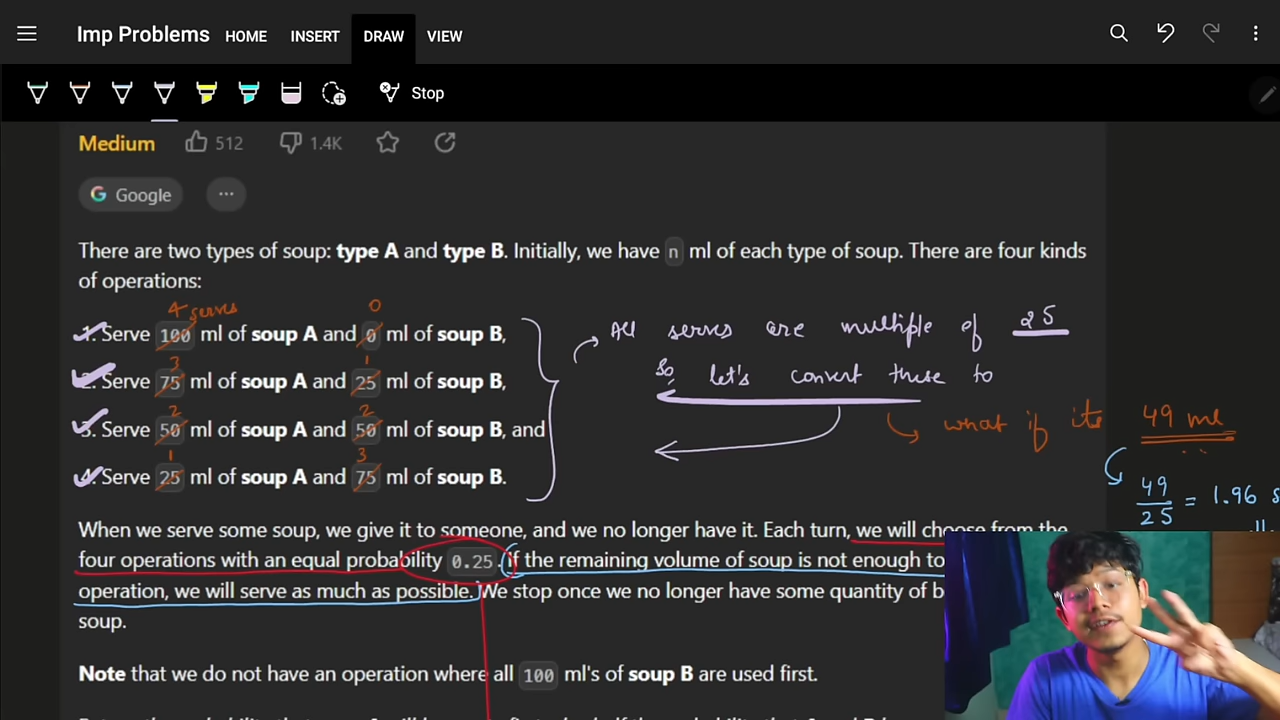 Imp Problems HOME INSERT DRAW VIEW
Stop
Medium 512 1.4K
Google ...
There are two types of soup: type A and type B. Initially, we have n ml of each type of soup. There are four kinds
of operations:
4 serves 0
1. Serve 100 ml of soup A and 0 ml of soup B,
All serves are multiple of 25
3 1
2. Serve 75 ml of soup A and 25 ml of soup B,
so, let's convert these to
2 2
3. Serve 50 ml of soup A and 50 ml of soup B, and
what if its 49 ml
1 3
4. Serve 25 ml of soup A and 75 ml of soup B.
49/25 = 1.96 s
When we serve some soup, we give it to someone, and we no longer have it. Each turn, we will choose from the
four operations with an equal probability 0.25. If the remaining volume of soup is not enough to
operation, we will serve as much as possible. We stop once we no longer have some quantity of b
soup.
Note that we do not have an operation where all 100 ml's of soup B are used first.